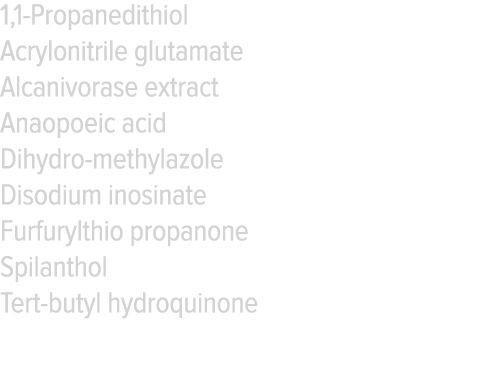 1,1-Propanedithiol
Acrylonitrile glutamate
Alcanivorase extract
Anaopoeic acid
Dihydro-methylazole
Disodium inosinate
Furfurylthio propanone
Spilanthol
Tert-butyl hydroquinone